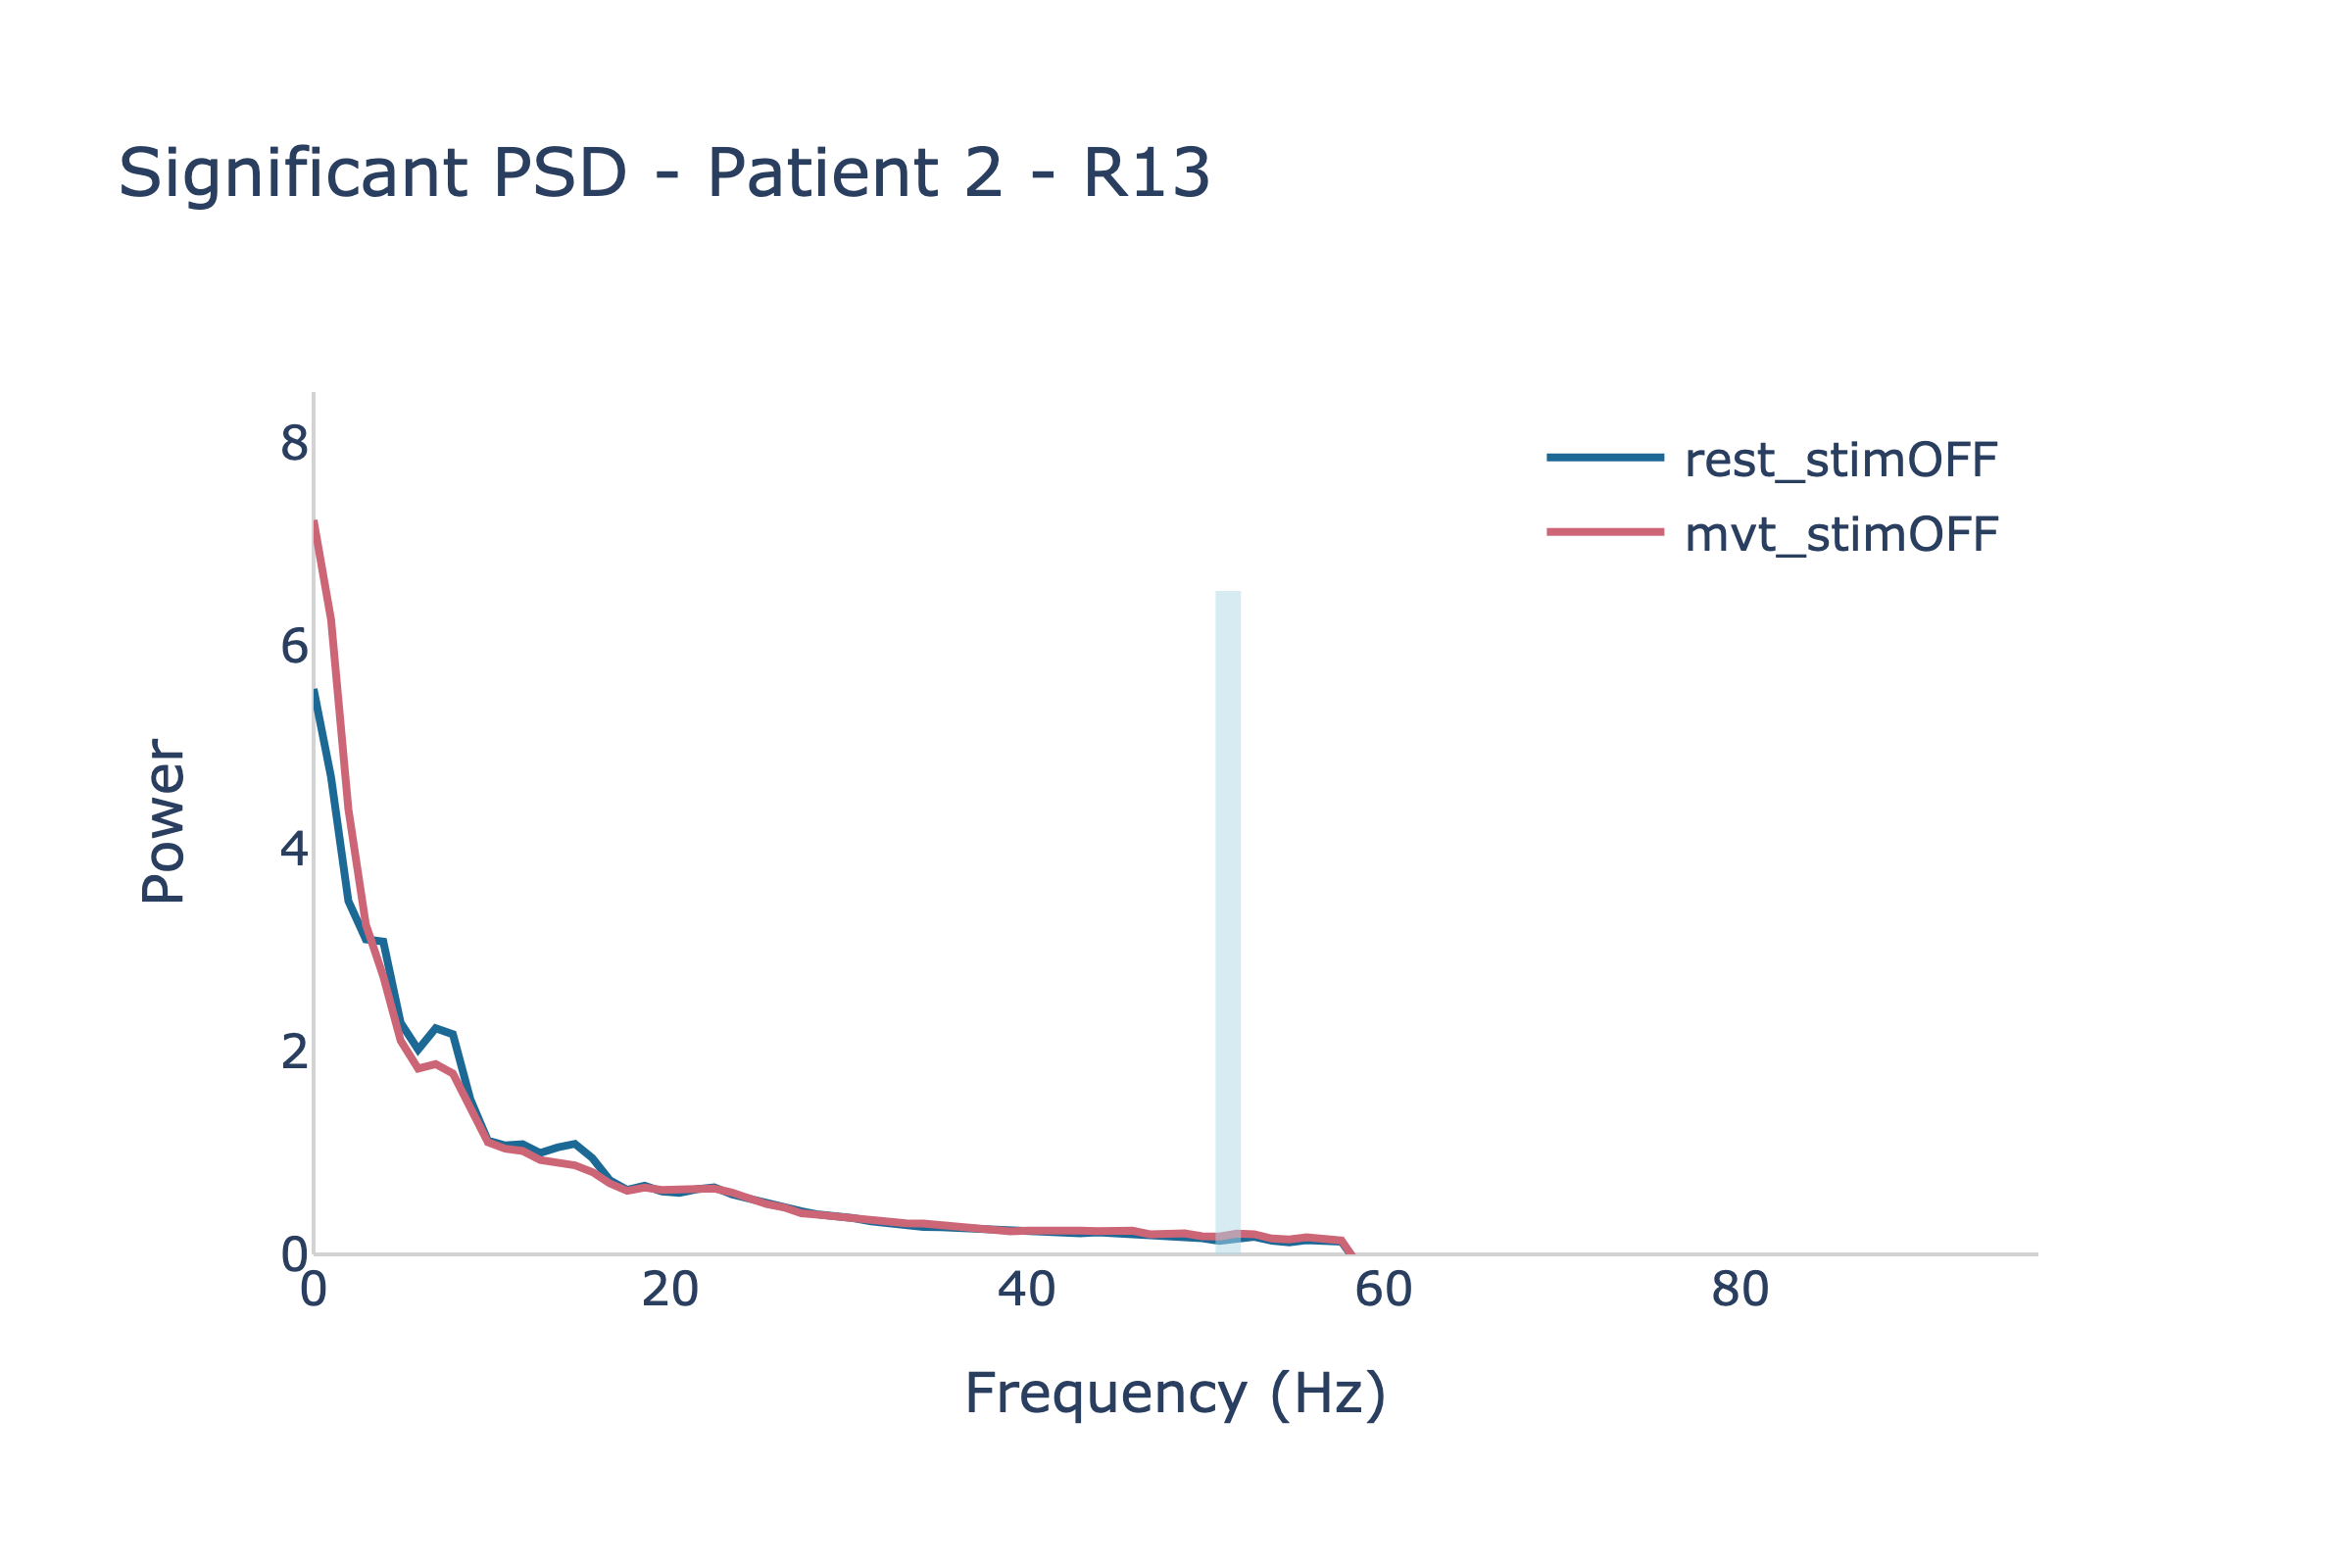 Significant PSD - Patient 2 - R13
rest_stimOFF
mvt_stimOFF
8
6
4
2
0
Power
0 20 40 60 80
Frequency (Hz)